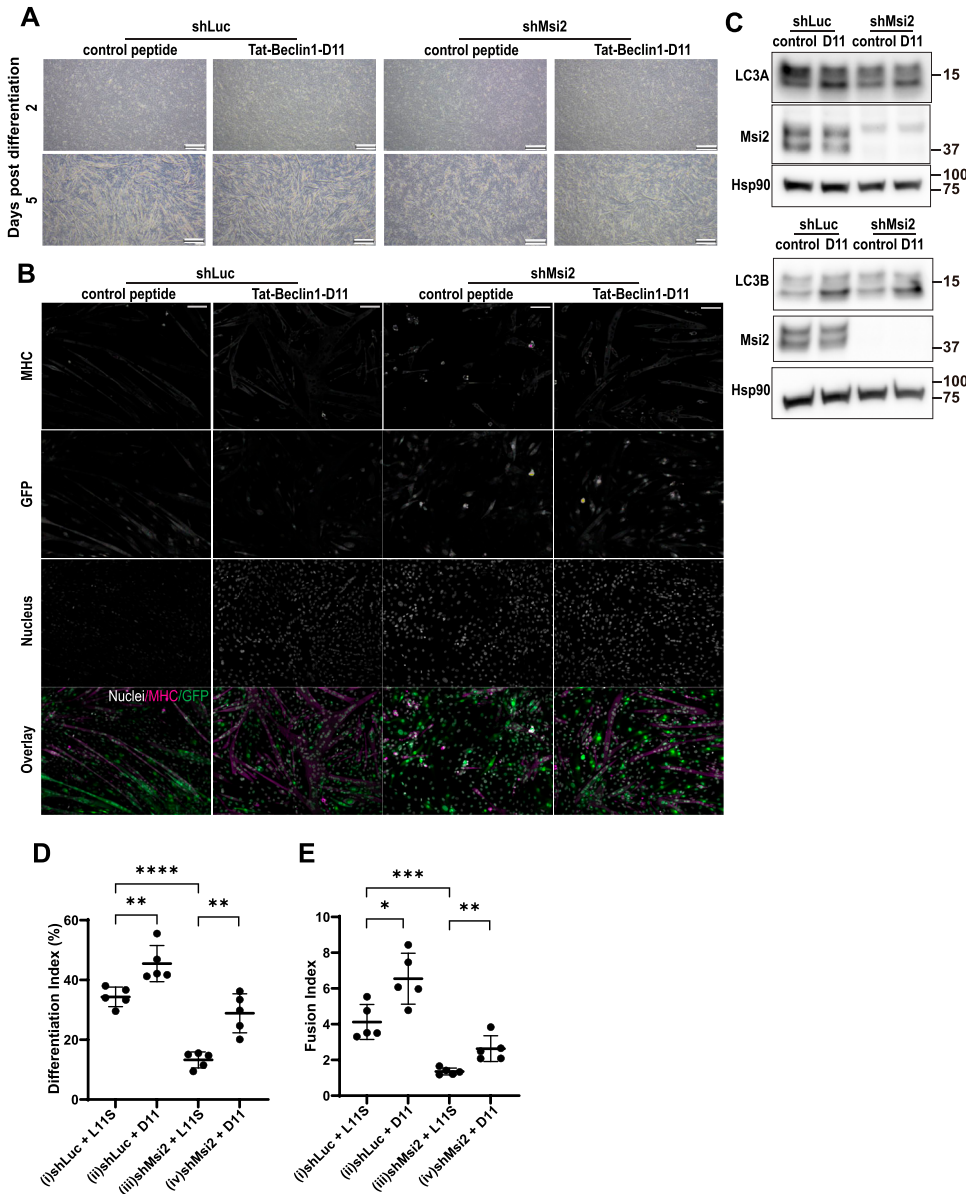 A
shLuc
shMsi2
control peptide
Tat-Beclin1-D11
control peptide
Tat-Beclin1-D11
Days post differentiation
2
5
B
shLuc
shMsi2
control peptide
Tat-Beclin1-D11
control peptide
Tat-Beclin1-D11
MHC
GFP
Nucleus
Overlay
Nuclei/MHC/GFP
C
shLuc
shMsi2
control D11
control D11
LC3A
15
Msi2
37
Hsp90
100
75
shLuc
shMsi2
control D11
control D11
LC3B
15
Msi2
37
Hsp90
100
75
D
****
**
**
Differentiation Index (%)
60
40
20
0
(i)shLuc + L11S
(ii)shLuc + D11
(iii)shMsi2 + L11S
(iv)shMsi2 + D11
E
***
*
**
Fusion Index
10
8
6
4
2
0
(i)shLuc + L11S
(ii)shLuc + D11
(iii)shMsi2 + L11S
(iv)shMsi2 + D11